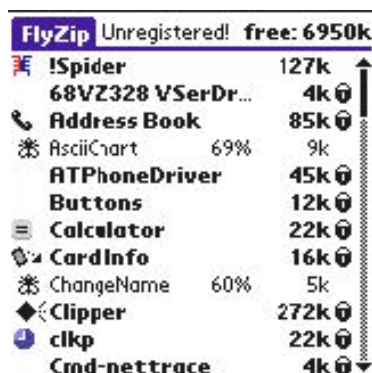 FlyZip Unregistered! free: 6950k
!Spider 127k
68VZ328 VSerDr... 4k
Address Book 85k
AsciiChart 69% 9k
ATPhoneDriver 45k
Buttons 12k
Calculator 22k
CardInfo 16k
ChangeName 60% 5k
Clipper 272k
clkp 22k
Cmd-nettrace 4k